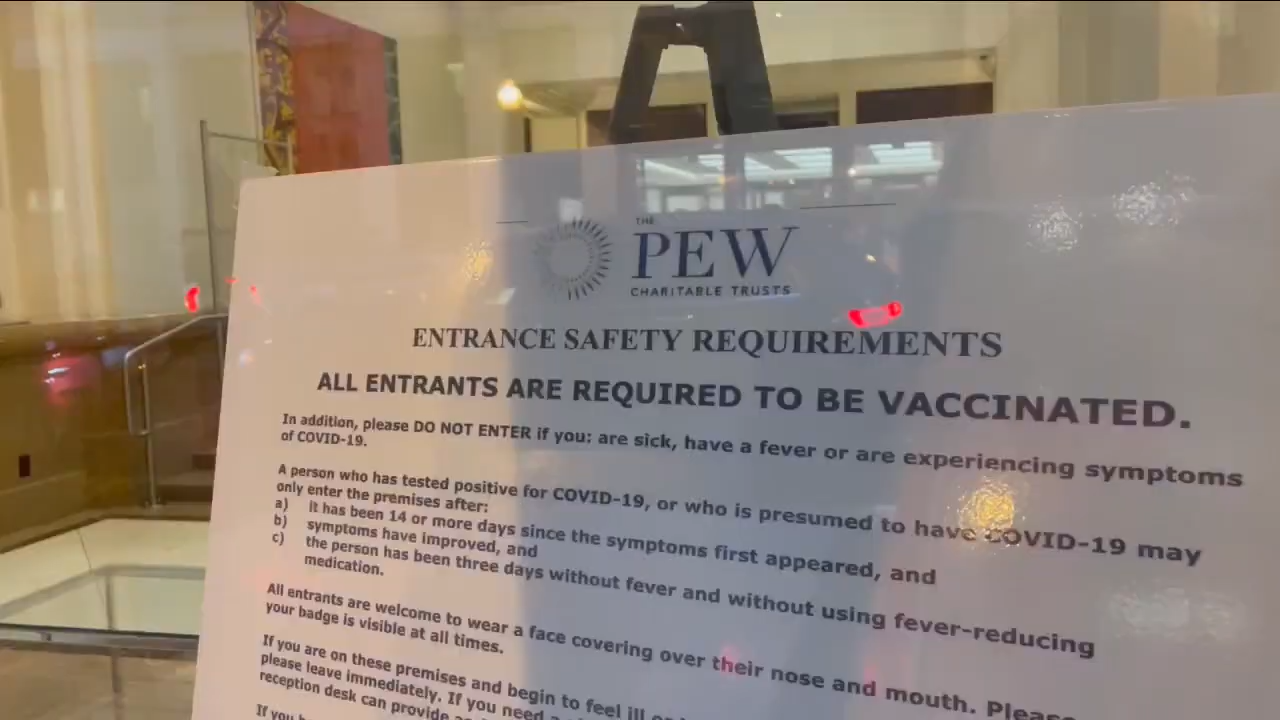 THE
PEW
CHARITABLE TRUSTS
ENTRANCE SAFETY REQUIREMENTS
ALL ENTRANTS ARE REQUIRED TO BE VACCINATED.
In addition, please DO NOT ENTER if you: are sick, have a fever or are experiencing symptoms
of COVID-19.
A person who has tested positive for COVID-19, or who is presumed to have COVID-19 may
only enter the premises after:
a) it has been 14 or more days since the symptoms first appeared, and
b) symptoms have improved, and
c) the person has been three days without fever and without using fever-reducing
medication.
All entrants are welcome to wear a face covering over their nose and mouth. Please
your badge is visible at all times.
If you are on these premises and begin to feel ill or
please leave immediately. If you need a
reception desk can provide
If you